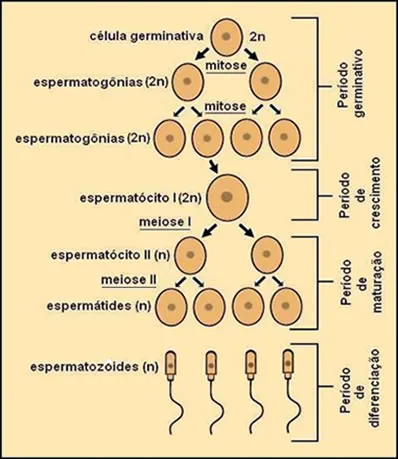 célula germinativa 2n
mitose
espermatogônias (2n)
mitose
espermatogônias (2n)
Período
germinativo
espermatócito I (2n)
Período
de
crescimento
meiose I
espermatócito II (n)
meiose II
espermátides (n)
Período
de
maturação
espermatozoides (n)
Período
de
diferenciação